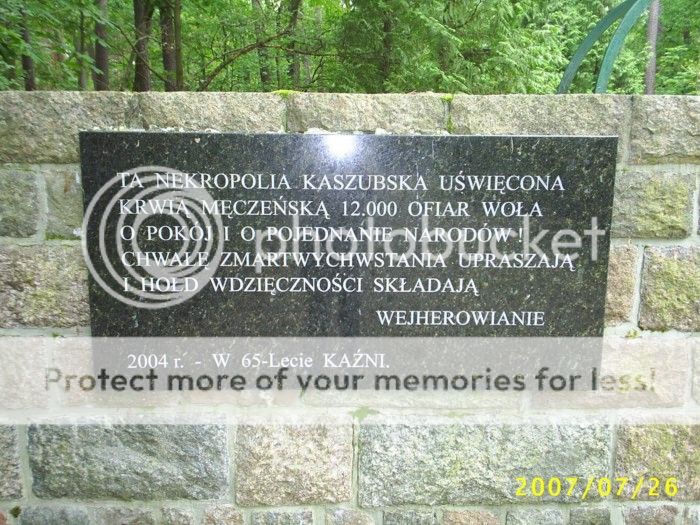 TA NEKROPOLIA KASZUBSKA UŚWIĘCONA
KRWIĄ MĘCZEŃSKĄ 12.000 OFIAR WOŁA
O POKÓJ I O POJEDNANIE NARODÓW!
CHWAŁĘ ZMARTWYCHWSTANIA UPRASZAJĄ
I HOŁD WDZIĘCZNOŚCI SKŁADAJĄ
WEJHEROWIANIE
2004 r. - W 65-Lecie KAŹNI.
photobucket
Protect more of your memories for less!
2007/07/26